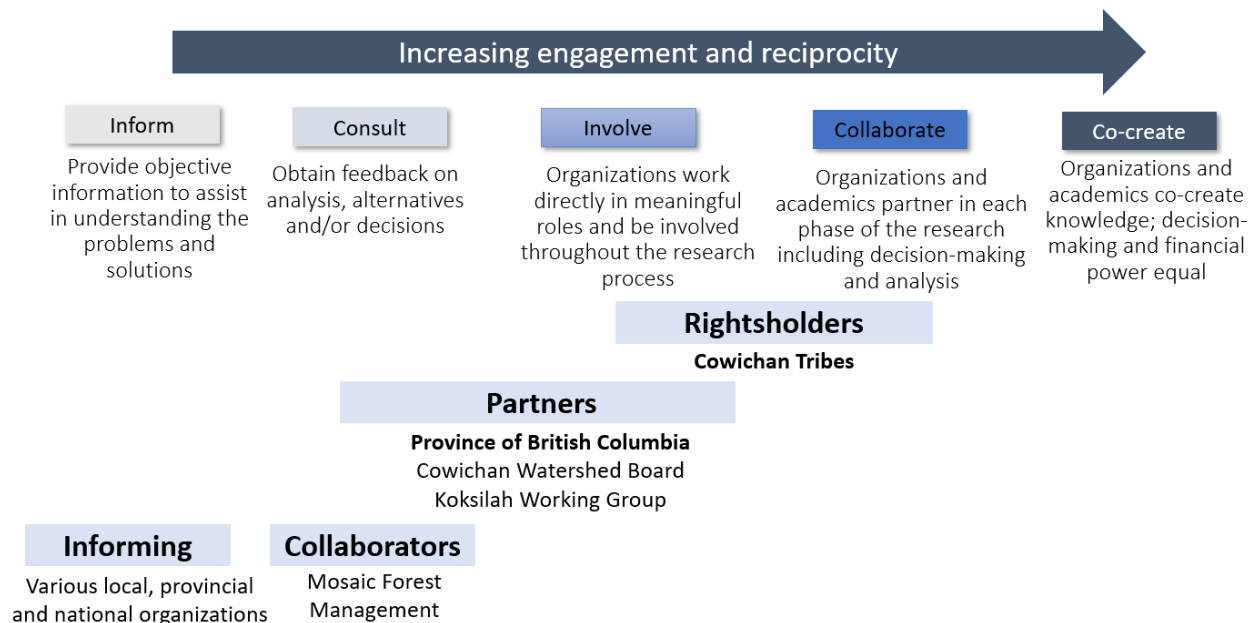 Increasing engagement and reciprocity
Inform
Provide objective
information to assist
in understanding the
problems and
solutions
Consult
Obtain feedback on
analysis, alternatives
and/or decisions
Involve
Organizations work
directly in meaningful
roles and be involved
throughout the research
process
Collaborate
Organizations and
academics partner in each
phase of the research
including decision-making
and analysis
Co-create
Organizations and
academics co-create
knowledge; decision-
making and financial
power equal
Rightsholders
Cowichan Tribes
Partners
Province of British Columbia
Cowichan Watershed Board
Koksilah Working Group
Informing
Various local, provincial
and national organizations
Collaborators
Mosaic Forest
Management